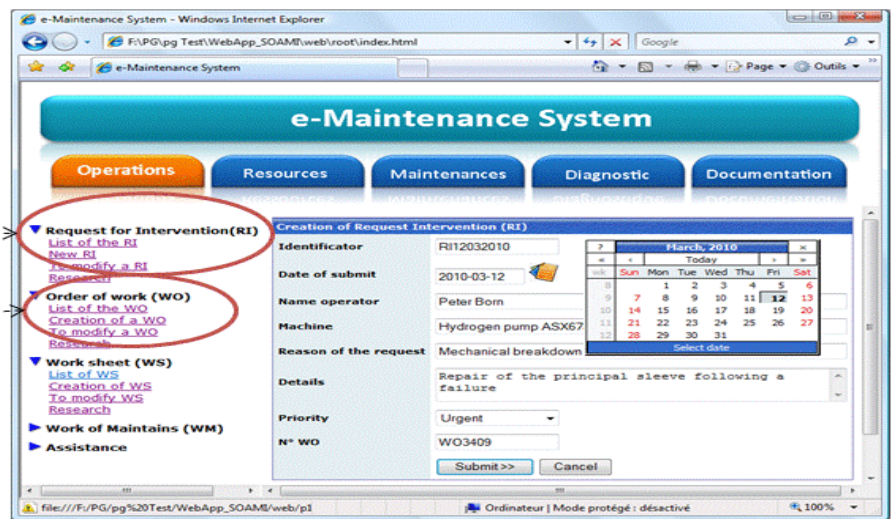 e-Maintenance System - Windows Internet Explorer
F:\PG\pg Test\WebApp_SOAMI\web\root\index.html
Google
e-Maintenance System
Page
Outils
e-Maintenance System
Operations
Resources
Maintenances
Diagnostic
Documentation
Request for Intervention(RI)
List of the RI
New RI
To modify a RI
Research
Order of work (WO)
List of the WO
Creation of a WO
To modify a WO
Research
Work sheet (WS)
List of WS
Creation of WS
To modify WS
Research
Work of Maintains (WM)
Assistance
Creation of Request Intervention (RI)
Identificator RI12032010
Date of submit 2010-03-12
Name operator Peter Born
Machine Hydrogen pump ASX67
Reason of the request Mechanical breakdown
Details Repair of the principal sleeve following a
failure
Priority Urgent
N° WO WO3409
Submit>> Cancel
? March, 2010 ×
« ‹ Today › »
wk Sun Mon Tue Wed Thu Fri Sat
8 1 2 3 4 5 6
9 7 8 9 10 11 12 13
10 14 15 16 17 18 19 20
11 21 22 23 24 25 26 27
12 28 29 30 31
Select date
file:///F:/PG/pg%20Test/WebApp_SOAMI/web/p1
Ordinateur | Mode protégé : désactivé
100%